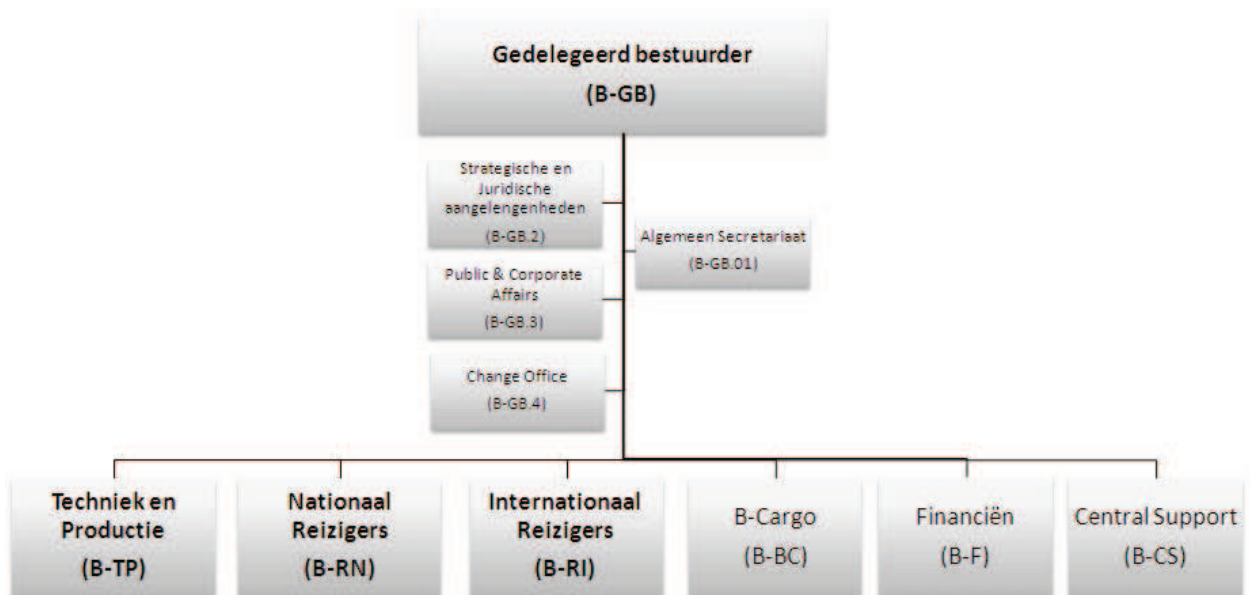 Gedelegeerd bestuurder
(B-GB)
Strategische en
Juridische
aangelengenheden
(B-GB.2)
Algemeen Secretariaat
(B-GB.01)
Public & Corporate
Affairs
(B-GB.3)
Change Office
(B-GB.4)
Techniek en
Productie
(B-TP)
Nationaal
Reizigers
(B-RN)
Internationaal
Reizigers
(B-RI)
B-Cargo
(B-BC)
Financiën
(B-F)
Central Support
(B-CS)